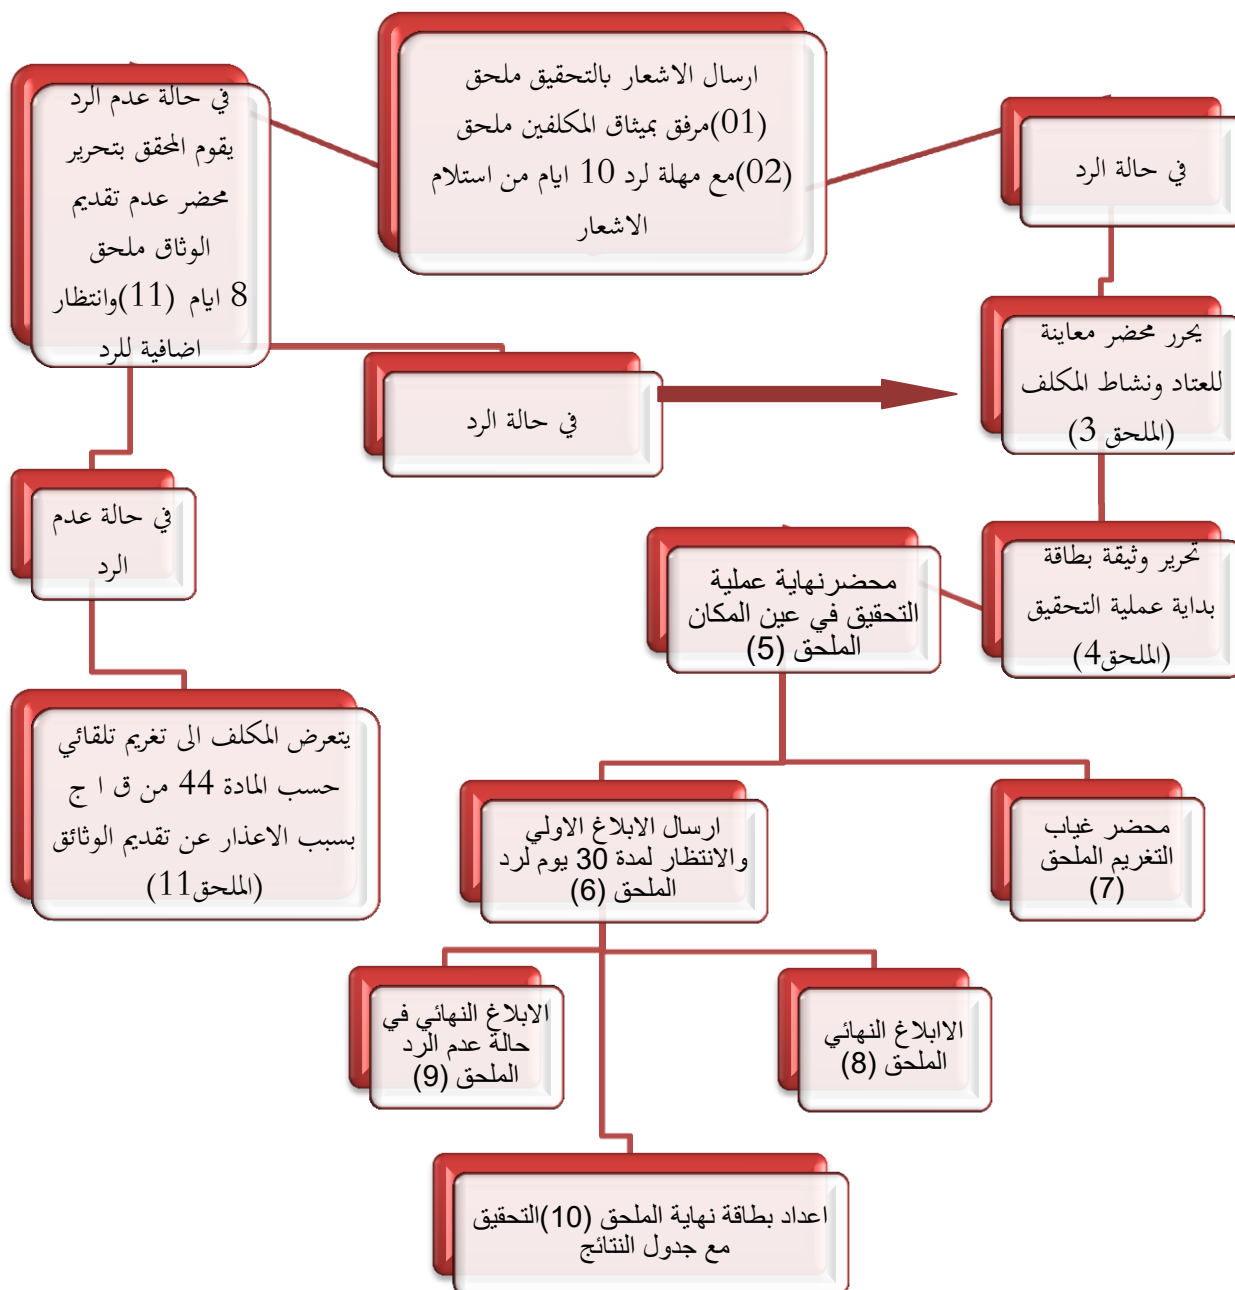 ارسال الاشعار بالتحقيق ملحق
(01)مرفق بميثاق المكلفين ملحق
(02)مع مهلة لرد 10 ايام من استلام
الاشعار
في حالة الرد
في حالة عدم الرد
يقوم المحقق بتحرير
محضر عدم تقديم
الوثاق ملحق
(11)وانتظار 8 ايام
اضافية للرد
يحرر محضر معاينة
للعتاد ونشاط المكلف
(الملحق 3)
في حالة الرد
في حالة عدم
الرد
تحرير وثيقة بطاقة
بداية عملية التحقيق
(الملحق4)
محضرنهاية عملية
التحقيق في عين المكان
الملحق (5)
يتعرض المكلف الى تغريم تلقائي
حسب المادة 44 من ق ا ج
بسبب الاعذار عن تقديم الوثائق
(الملحق11)
ارسال الابلاغ الاولي
والانتظار لمدة 30 يوم لرد
الملحق (6)
محضر غياب
التغريم الملحق
(7)
الاابلاغ النهائي
الملحق (8)
الابلاغ النهائي في
حالة عدم الرد
الملحق (9)
اعداد بطاقة نهاية الملحق (10)التحقيق
مع جدول النتائج